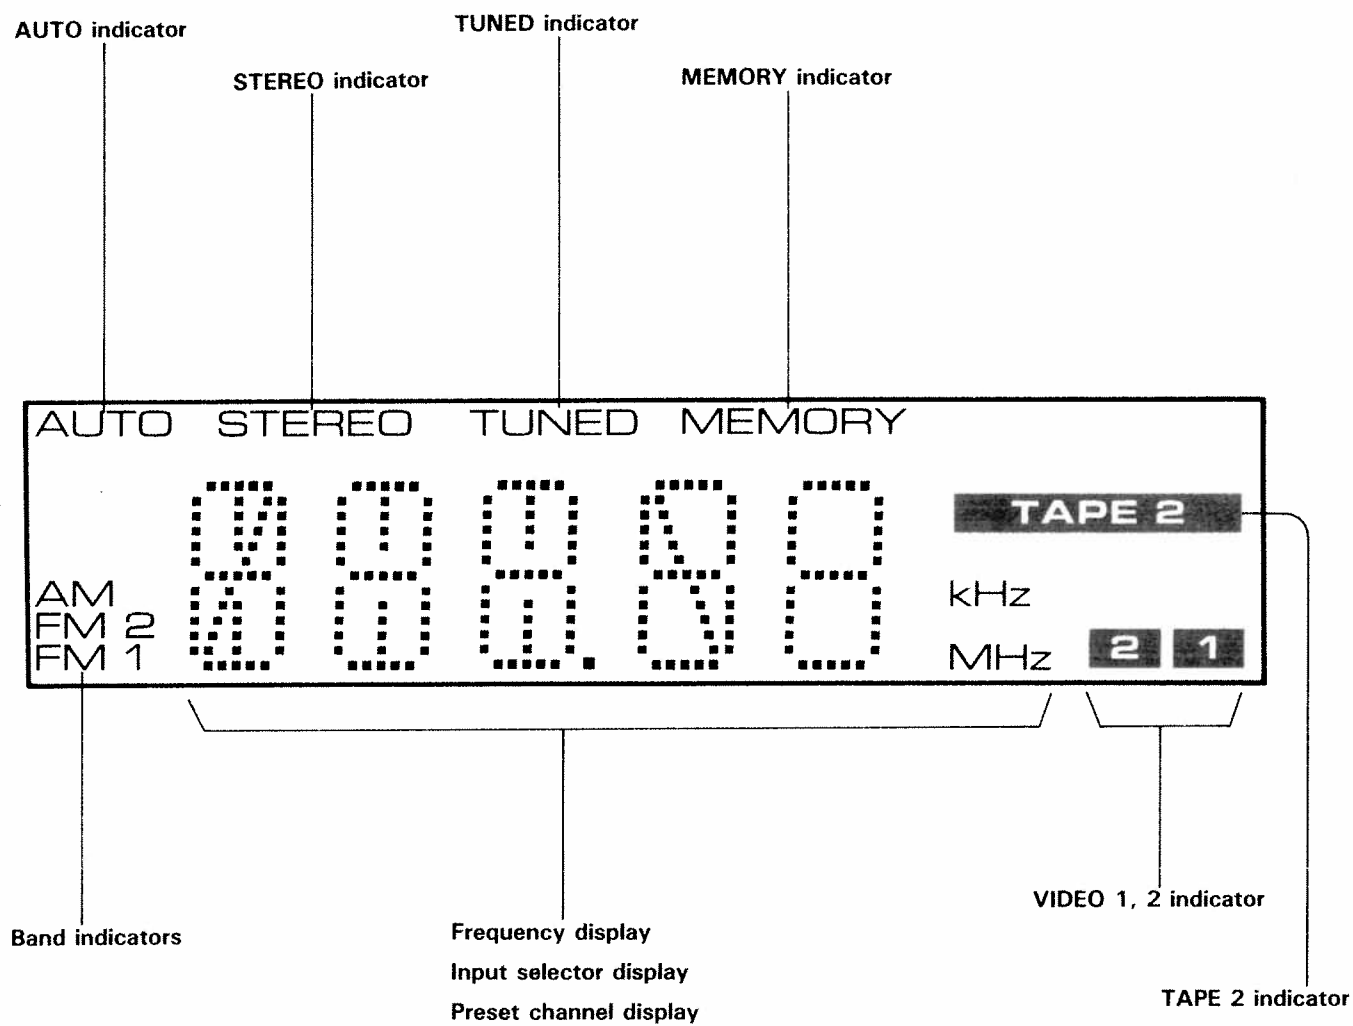 AUTO indicator
TUNED indicator
STEREO indicator
MEMORY indicator
AUTO STEREO TUNED MEMORY
TAPE 2
AM
kHz
FM 2
FM 1
MHz 2 1
VIDEO 1, 2 indicator
Band indicators
Frequency display
Input selector display
Preset channel display
TAPE 2 indicator